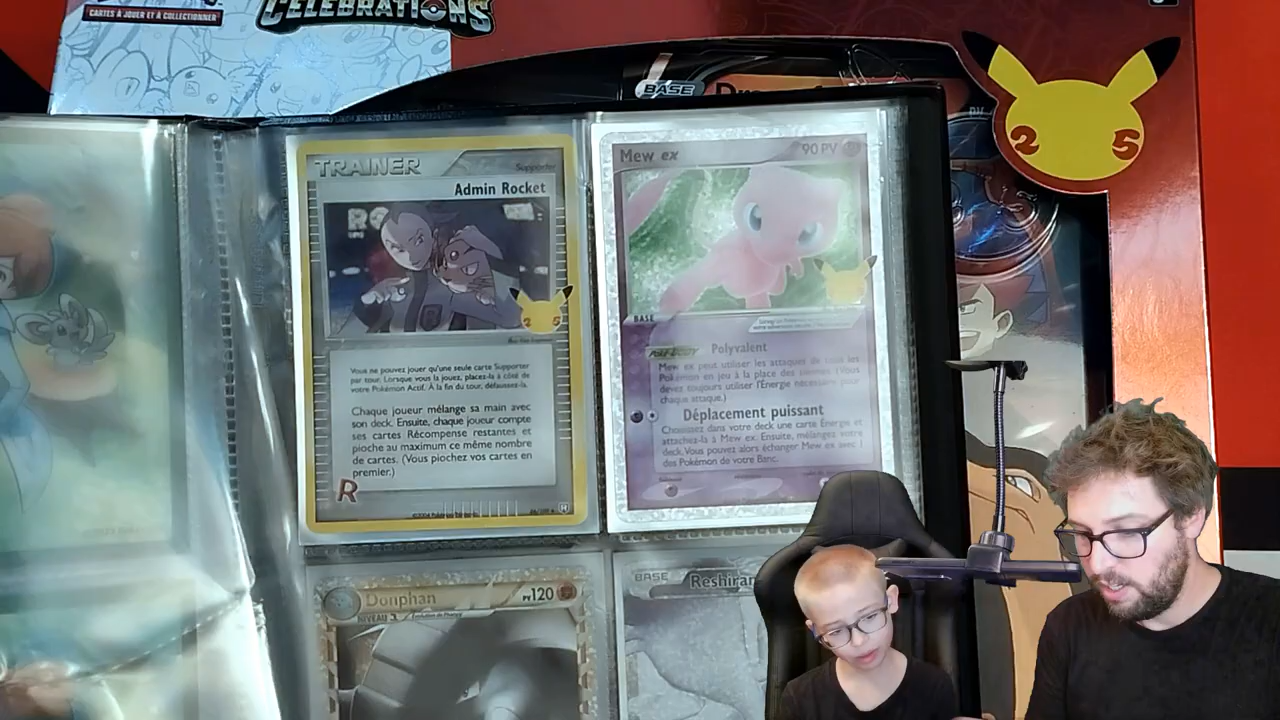 CARTES À JOUER ET À COLLECTIONNER
CELEBRATIONS
BASE
25
TRAINER
Supporter
Admin Rocket
Vous ne pouvez jouer qu'une seule carte Supporter
par tour. Lorsque vous la jouez, placez-la à côté de
votre Pokémon Actif. À la fin du tour, défaussez-la.
Chaque joueur mélange sa main avec
son deck. Ensuite, chaque joueur compte
ses cartes Récompense restantes et
pioche au maximum ce même nombre
de cartes. (Vous piochez vos cartes en
premier.)
R
Mew ex 90 PV
BASE
POKé-BODY Polyvalent
Mew ex peut utiliser les attaques de tous les
Pokémon en jeu à la place des siennes. (Vous
devez toujours utiliser l'Énergie nécessaire pour
chaque attaque.)
Déplacement puissant
Choisissez dans votre deck une carte Énergie et
attachez-la à Mew ex. Ensuite, mélangez votre
deck. Vous pouvez alors échanger Mew ex avec 1
des Pokémon de votre Banc.
Donphan PV 120
NIVEAU
BASE Reshiram